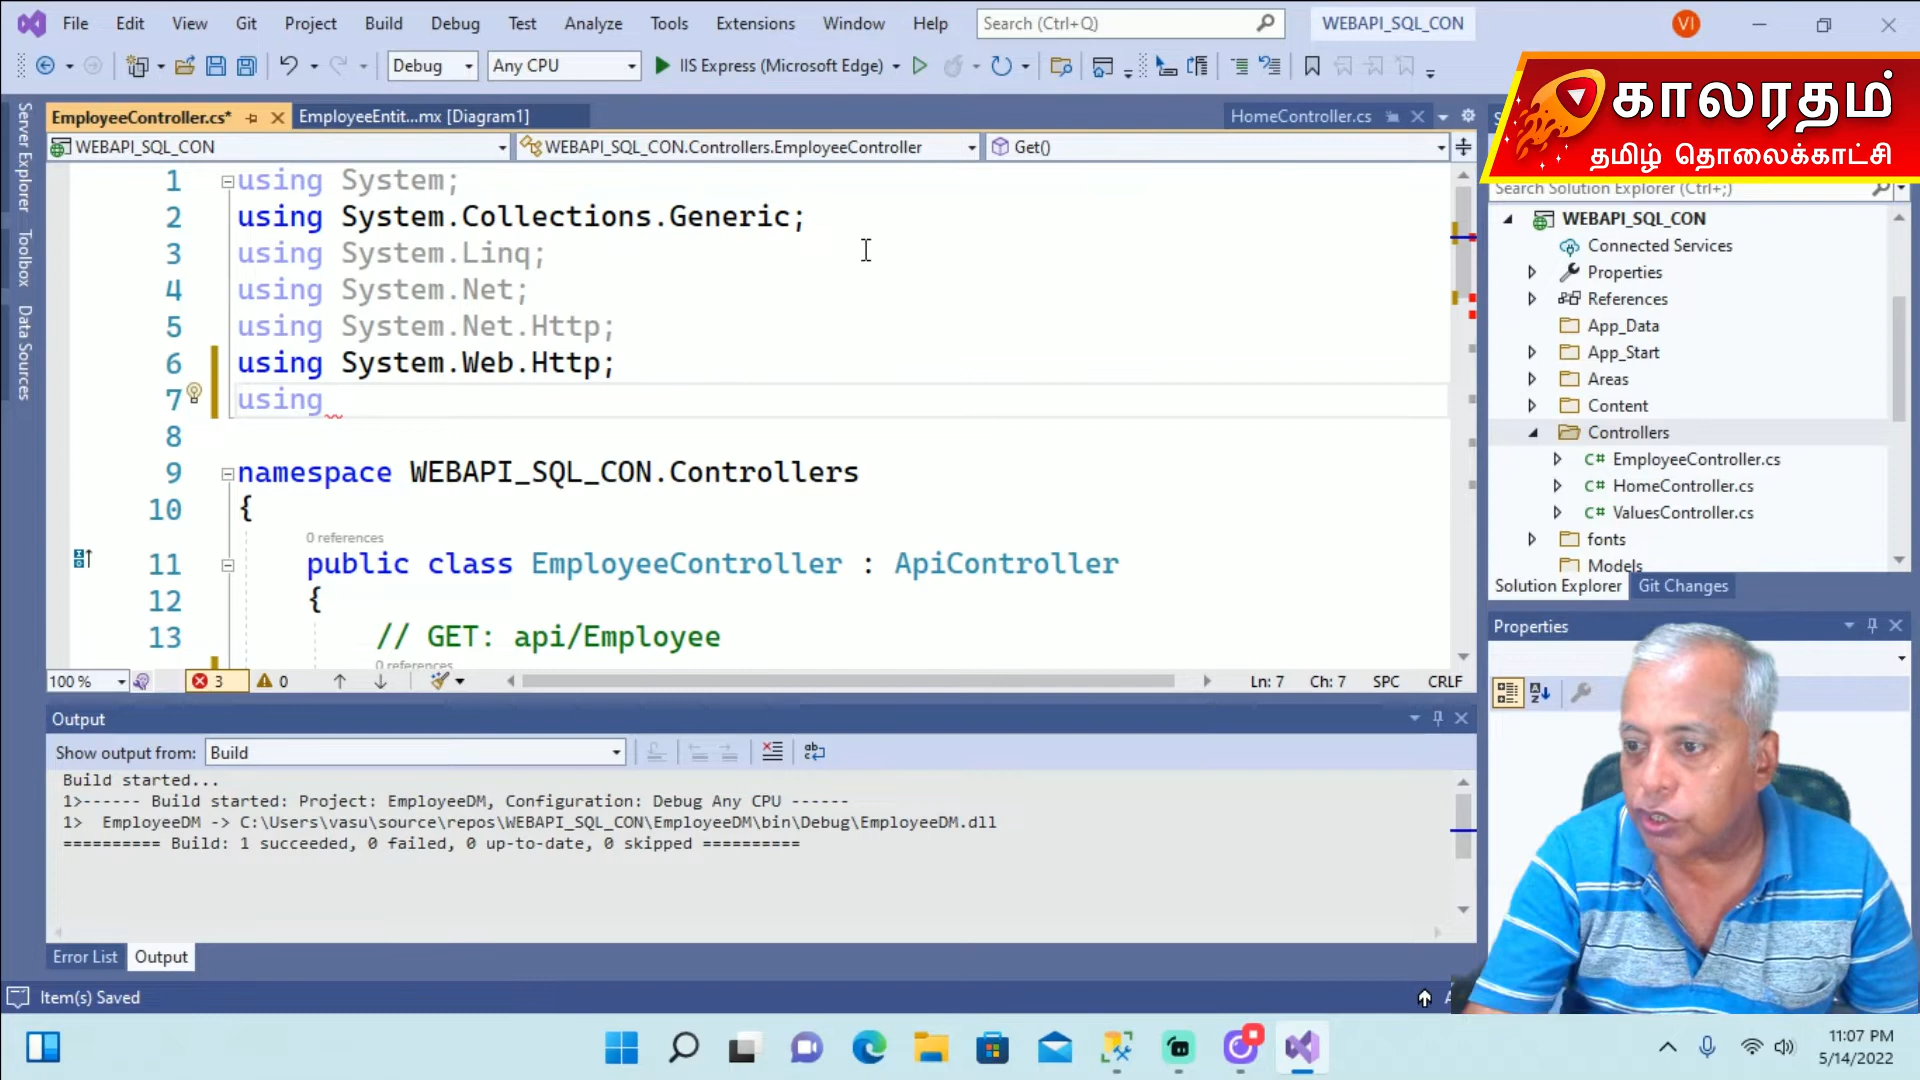 File Edit View Git Project Build Debug Test Analyze Tools Extensions Window Help Search (Ctrl+Q) WEBAPI_SQL_CON VI
Debug Any CPU IIS Express (Microsoft Edge)
காலரதம்
தமிழ் தொலைக்காட்சி
EmployeeController.cs* EmployeeEntit...mx [Diagram1] HomeController.cs
WEBAPI_SQL_CON WEBAPI_SQL_CON.Controllers.EmployeeController Get()
Server Explorer
Toolbox
Data Sources
1 using System;
2 using System.Collections.Generic;
3 using System.Linq;
4 using System.Net;
5 using System.Net.Http;
6 using System.Web.Http;
7 using
8
9 namespace WEBAPI_SQL_CON.Controllers
10 {
0 references
11 public class EmployeeController : ApiController
12 {
13 // GET: api/Employee
0 references
100 % 3 0 Ln: 7 Ch: 7 SPC CRLF
Search Solution Explorer (Ctrl+;)
WEBAPI_SQL_CON
Connected Services
Properties
References
App_Data
App_Start
Areas
Content
Controllers
C# EmployeeController.cs
C# HomeController.cs
C# ValuesController.cs
fonts
Models
Solution Explorer Git Changes
Properties
Output
Show output from: Build
Build started...
1>------ Build started: Project: EmployeeDM, Configuration: Debug Any CPU ------
1> EmployeeDM -> C:\Users\vasu\source\repos\WEBAPI_SQL_CON\EmployeeDM\bin\Debug\EmployeeDM.dll
========== Build: 1 succeeded, 0 failed, 0 up-to-date, 0 skipped ==========
Error List Output
Item(s) Saved
11:07 PM
5/14/2022